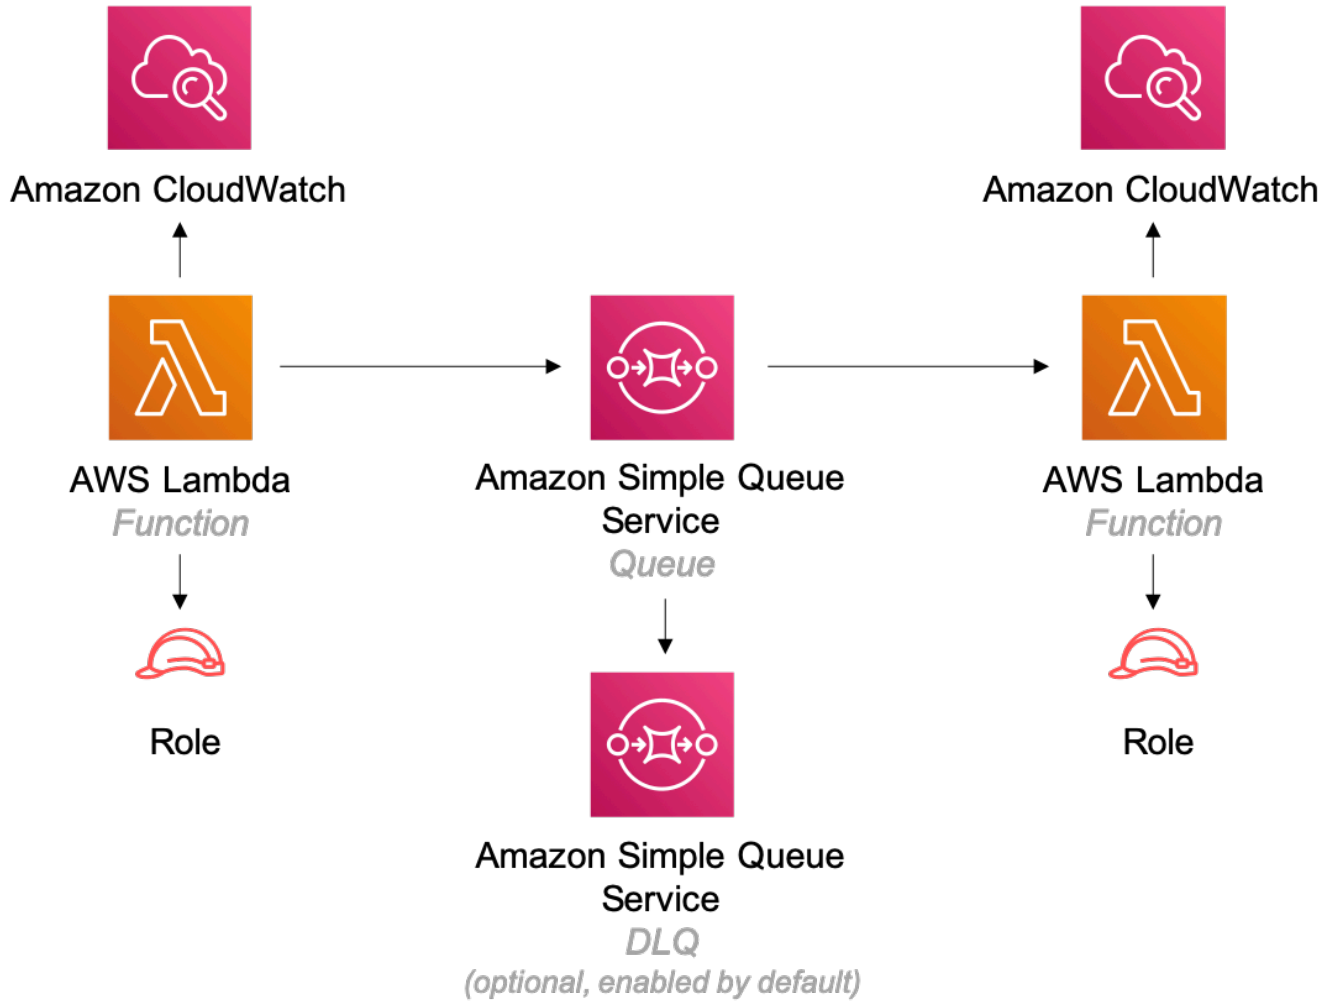 Amazon CloudWatch
Amazon CloudWatch
AWS Lambda
Function
Amazon Simple Queue
Service
Queue
AWS Lambda
Function
Role
Role
Amazon Simple Queue
Service
DLQ
(optional, enabled by default)